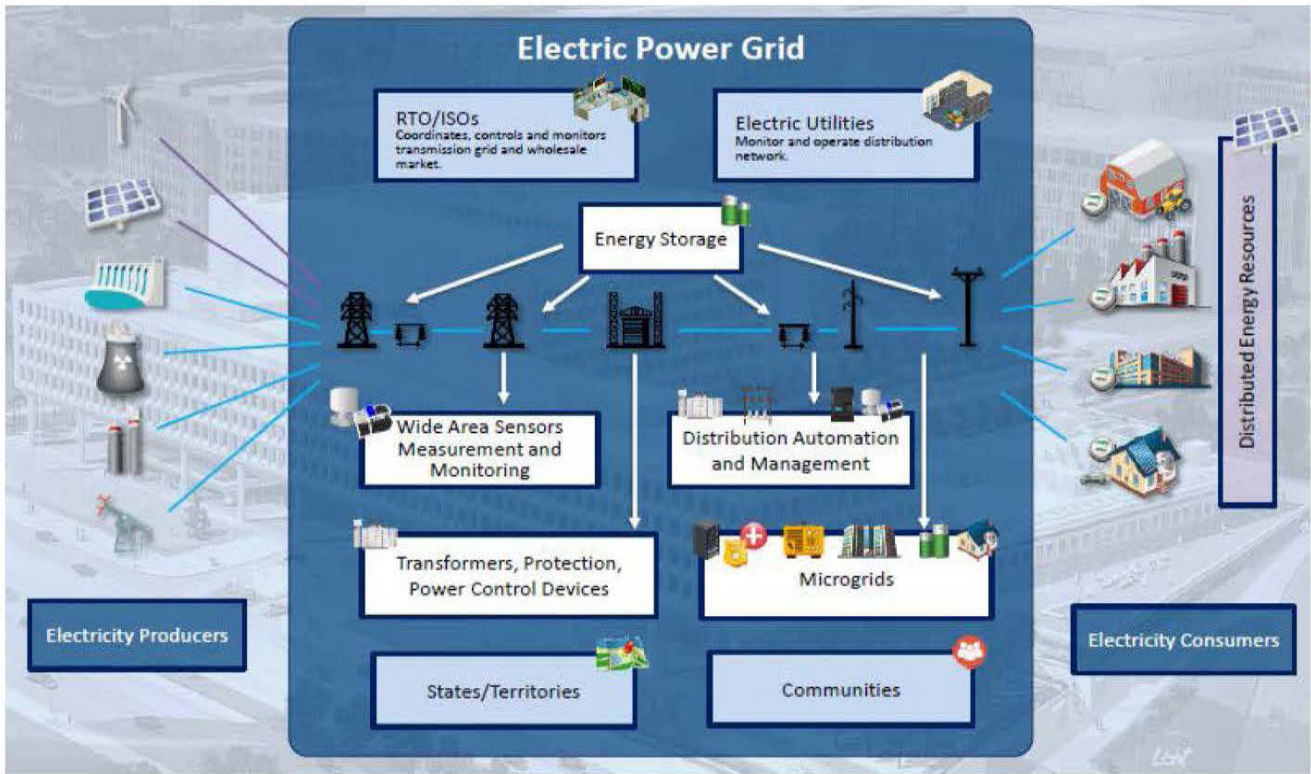 Electric Power Grid
RTO/ISOs
Coordinates, controls and monitors
transmission grid and wholesale
market.
Electric Utilities
Monitor and operate distribution
network.
Energy Storage
Wide Area Sensors
Measurement and
Monitoring
Distribution Automation
and Management
Transformers, Protection,
Power Control Devices
Microgrids
States/Territories
Communities
Electricity Producers
Electricity Consumers
Distributed Energy Resources